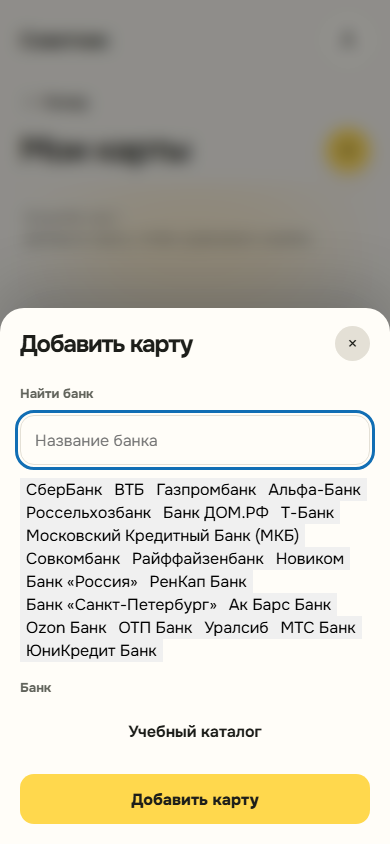 Мои карты
Добавить карту
×
Найти банк
Название банка
СберБанк ВТБ Газпромбанк Альфа-Банк
Россельхозбанк Банк ДОМ.РФ Т-Банк
Московский Кредитный Банк (МКБ)
Совкомбанк Райффайзенбанк Новиком
Банк «Россия» РенКап Банк
Банк «Санкт-Петербург» Ак Барс Банк
Ozon Банк ОТП Банк Уралсиб МТС Банк
ЮниКредит Банк
Банк
Учебный каталог
Добавить карту